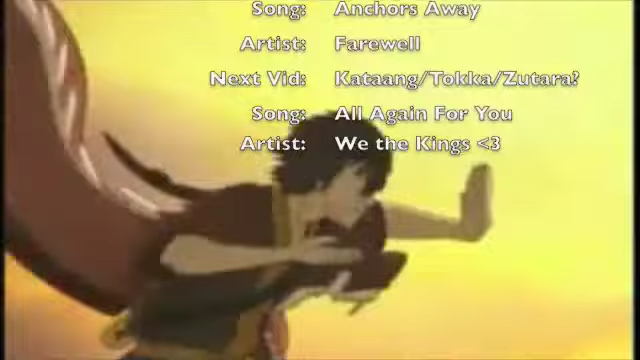 Song: Anchors Away
Artist: Farewell
Next Vid: Kataang/Tokka/Zutara?
Song: All Again For You
Artist: We the Kings <3